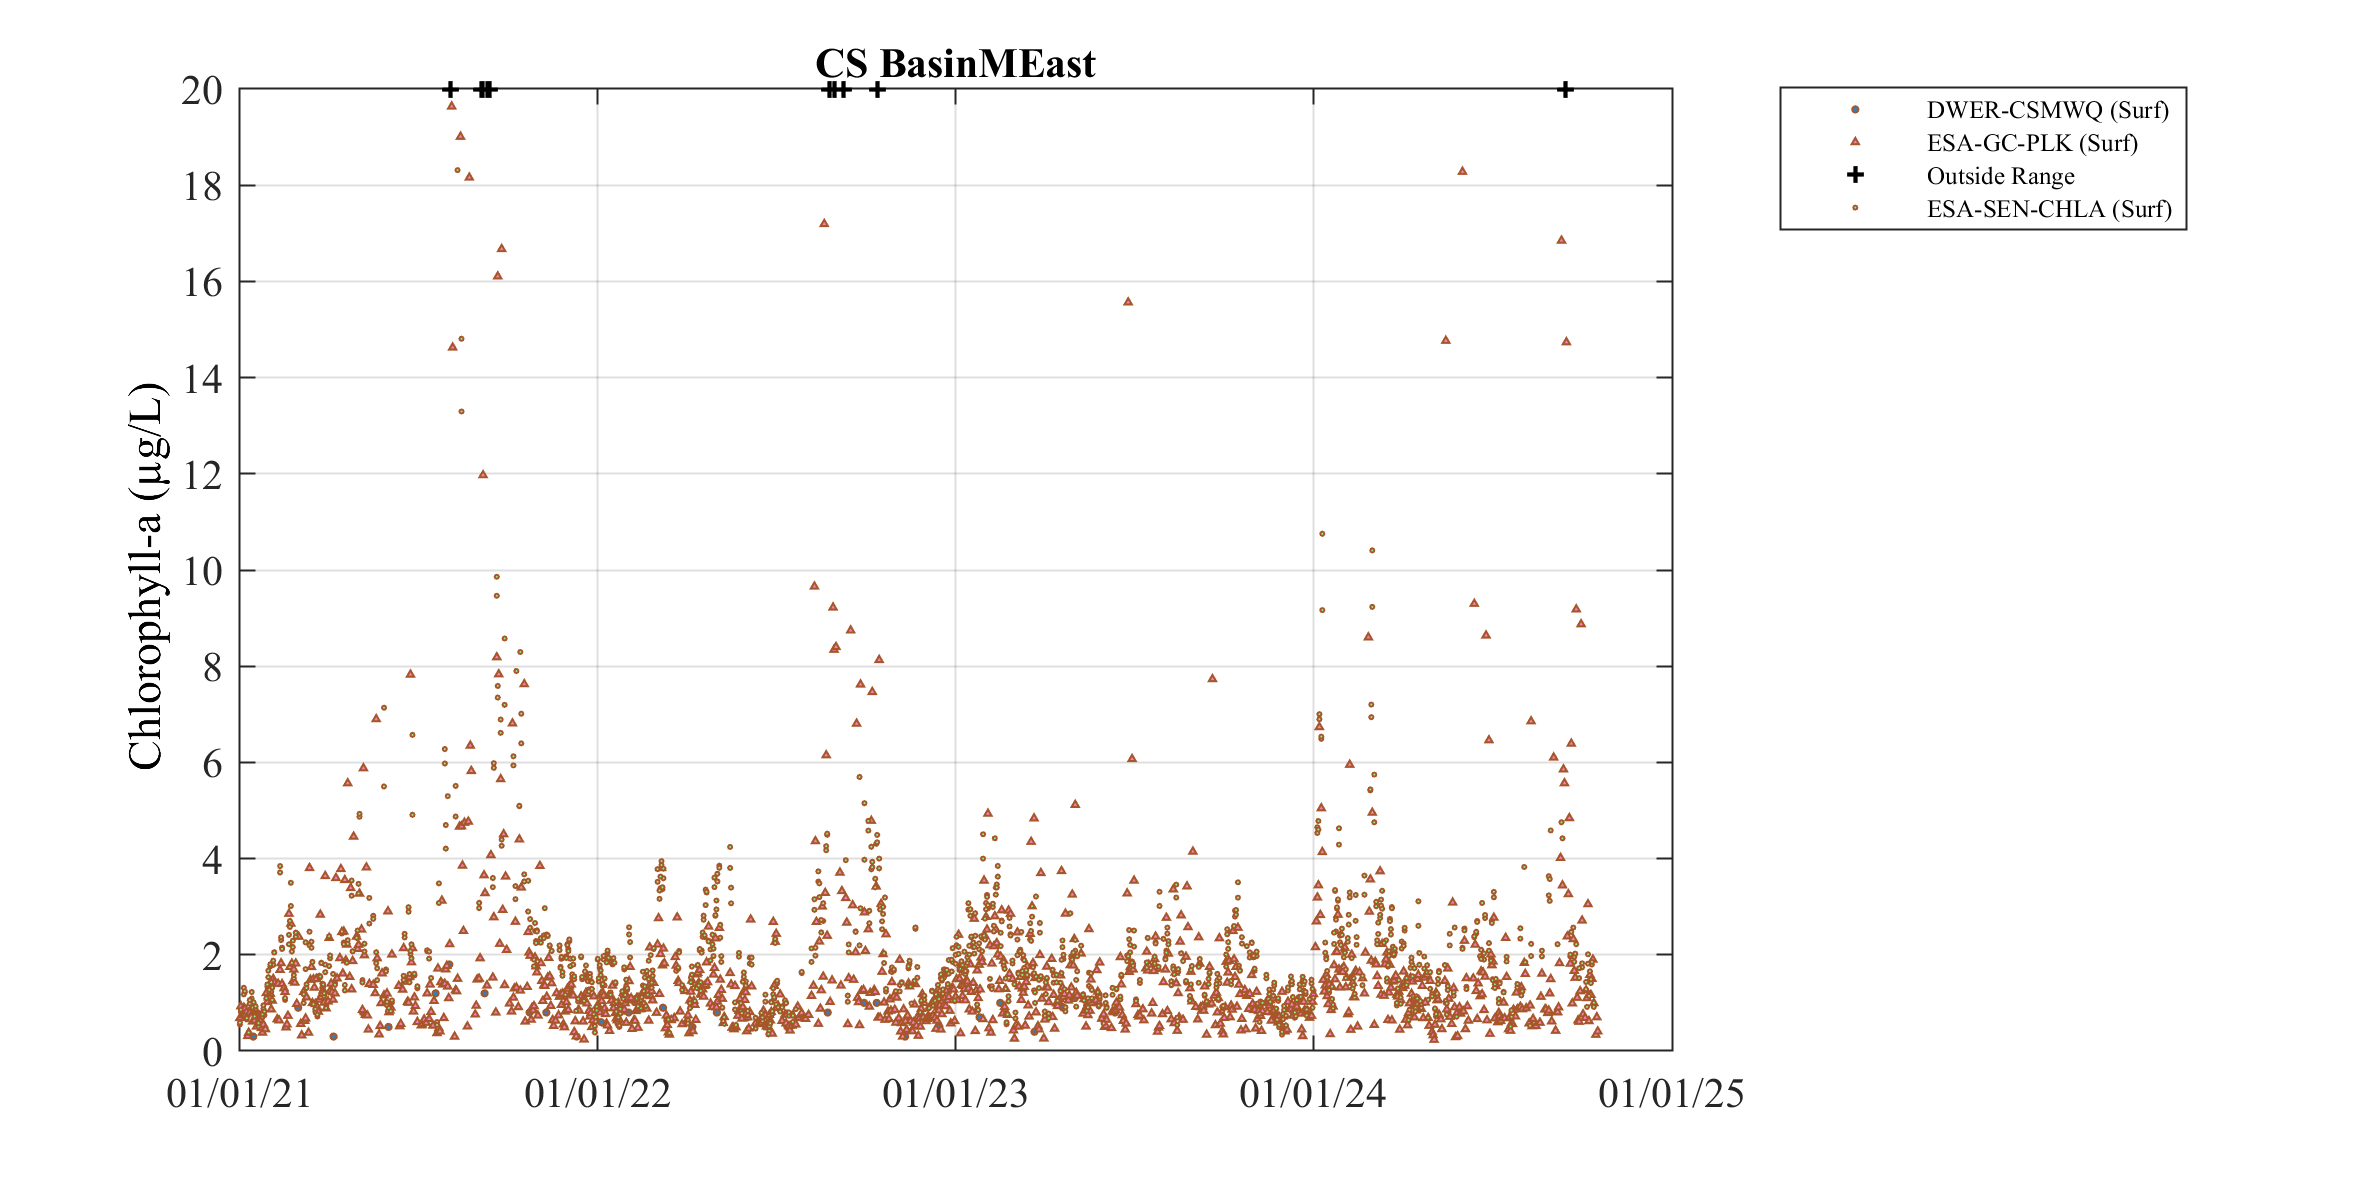 CS BasinMEast
20
18
16
14
12
10
8
6
4
2
0
Chlorophyll-a (µg/L)
01/01/21
01/01/22
01/01/23
01/01/24
01/01/25
DWER-CSMWQ (Surf)
ESA-GC-PLK (Surf)
Outside Range
ESA-SEN-CHLA (Surf)